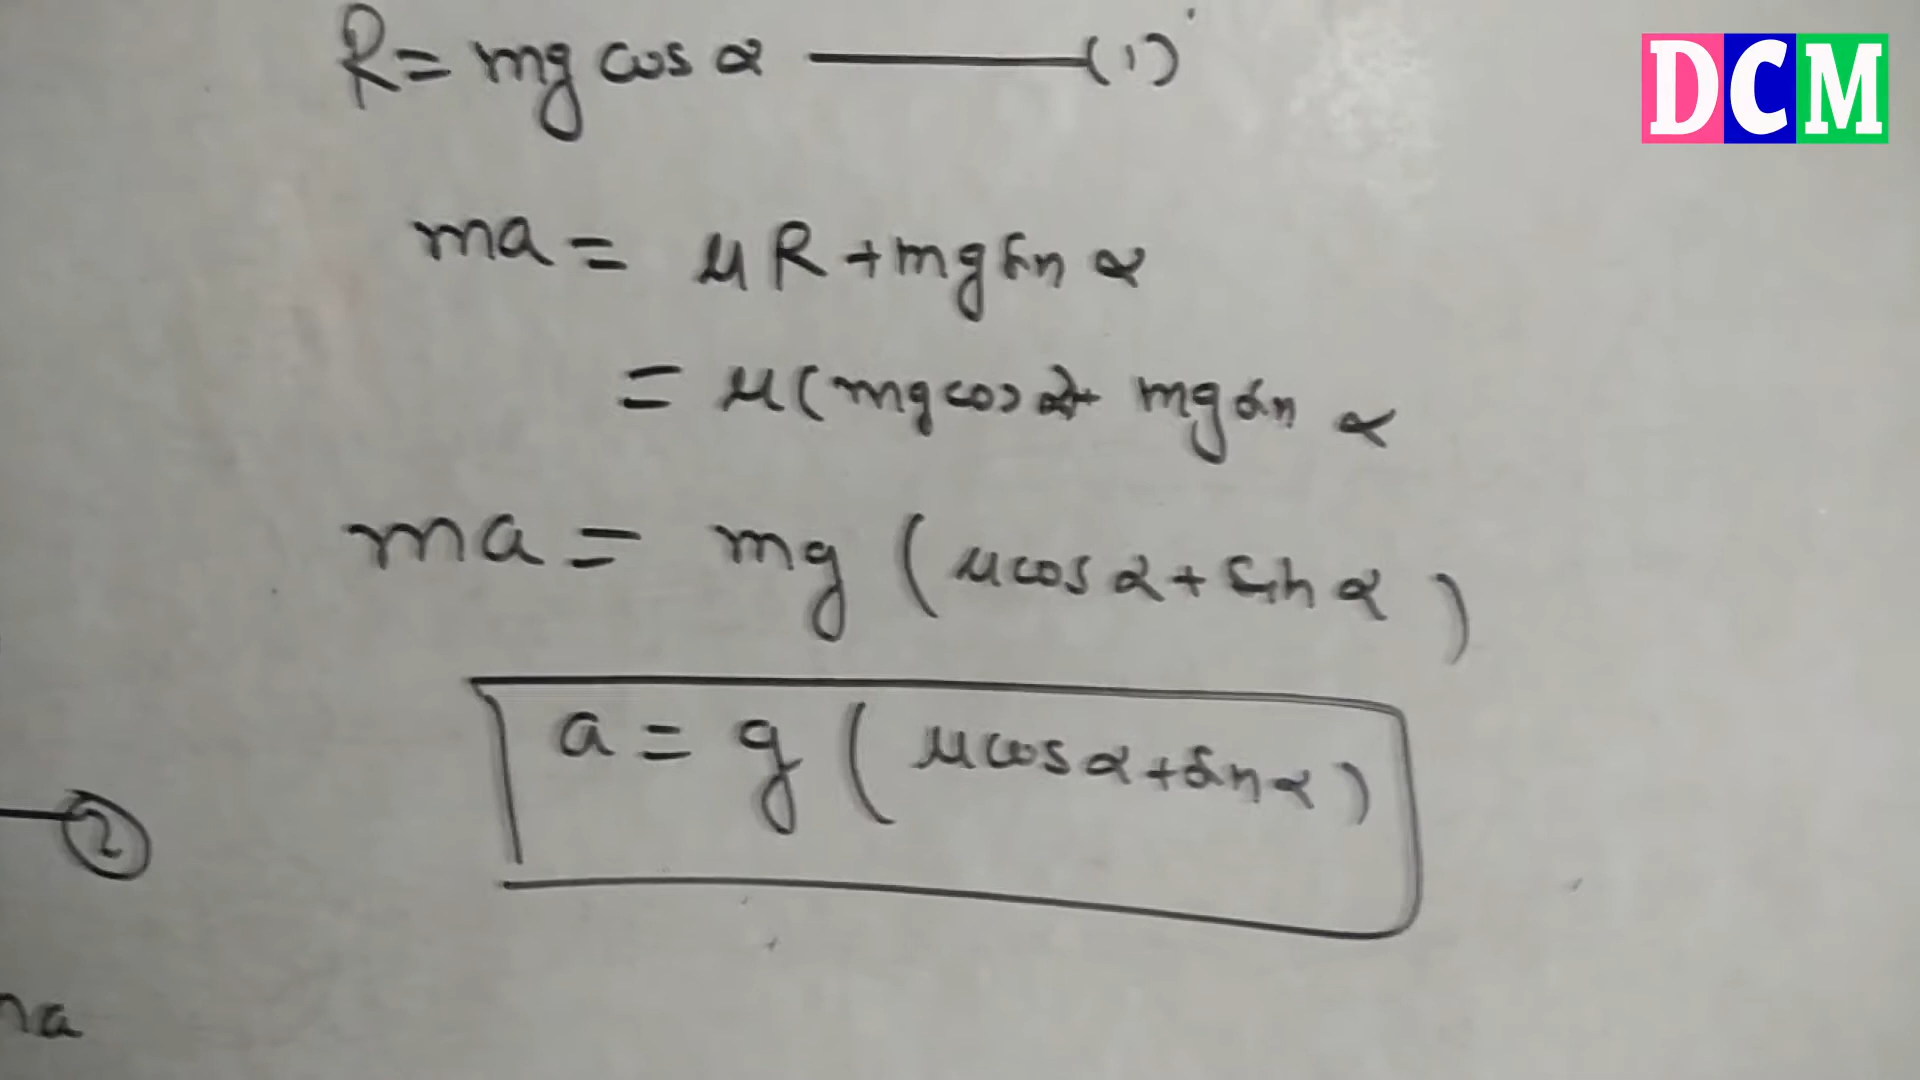 R = mg cos α ——— (1)
DCM
ma = μR + mg sin α
= μ(mg cos α) + mg sin α
ma = mg (μ cos α + sin α)
a = g (μ cos α + sin α)
2
ma